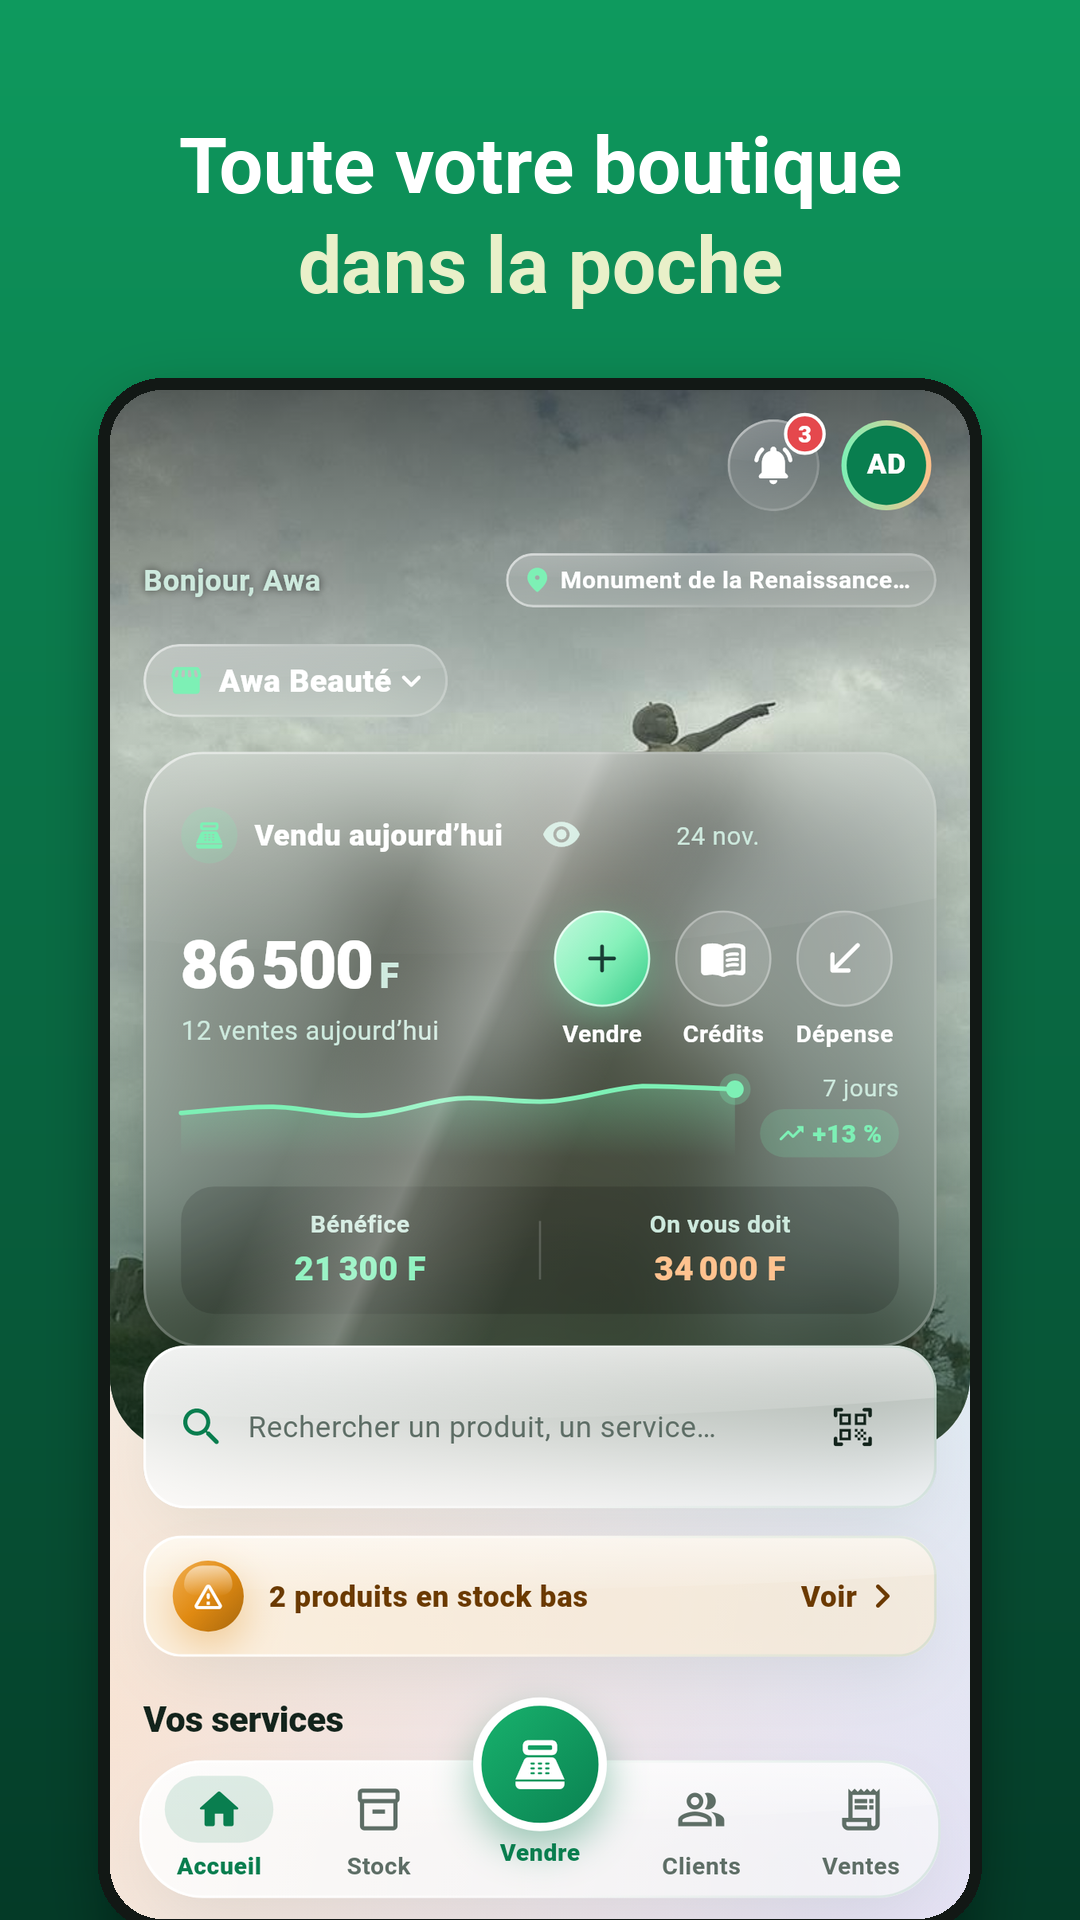 Toute votre boutique
dans la poche
3
AD
Bonjour, Awa
Monument de la Renaissance…
Awa Beauté
Vendu aujourd’hui
24 nov.
86 500 F
12 ventes aujourd’hui
Vendre
Crédits
Dépense
7 jours
+13 %
Bénéfice
21 300 F
On vous doit
34 000 F
Rechercher un produit, un service…
2 produits en stock bas
Voir
Vos services
Accueil
Stock
Vendre
Clients
Ventes